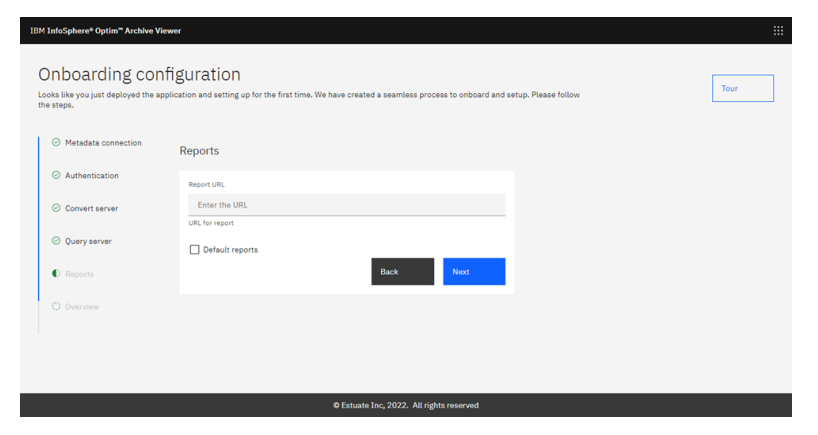 IBM InfoSphere® Optim™ Archive Viewer
Onboarding configuration
Looks like you just deployed the application and setting up for the first time. We have created a seamless process to onboard and setup. Please follow
the steps.
Tour
Metadata connection
Authentication
Convert server
Query server
Reports
Overview
Reports
Report URL
Enter the URL
URL for report
Default reports
Back
Next
© Estuate Inc, 2022. All rights reserved